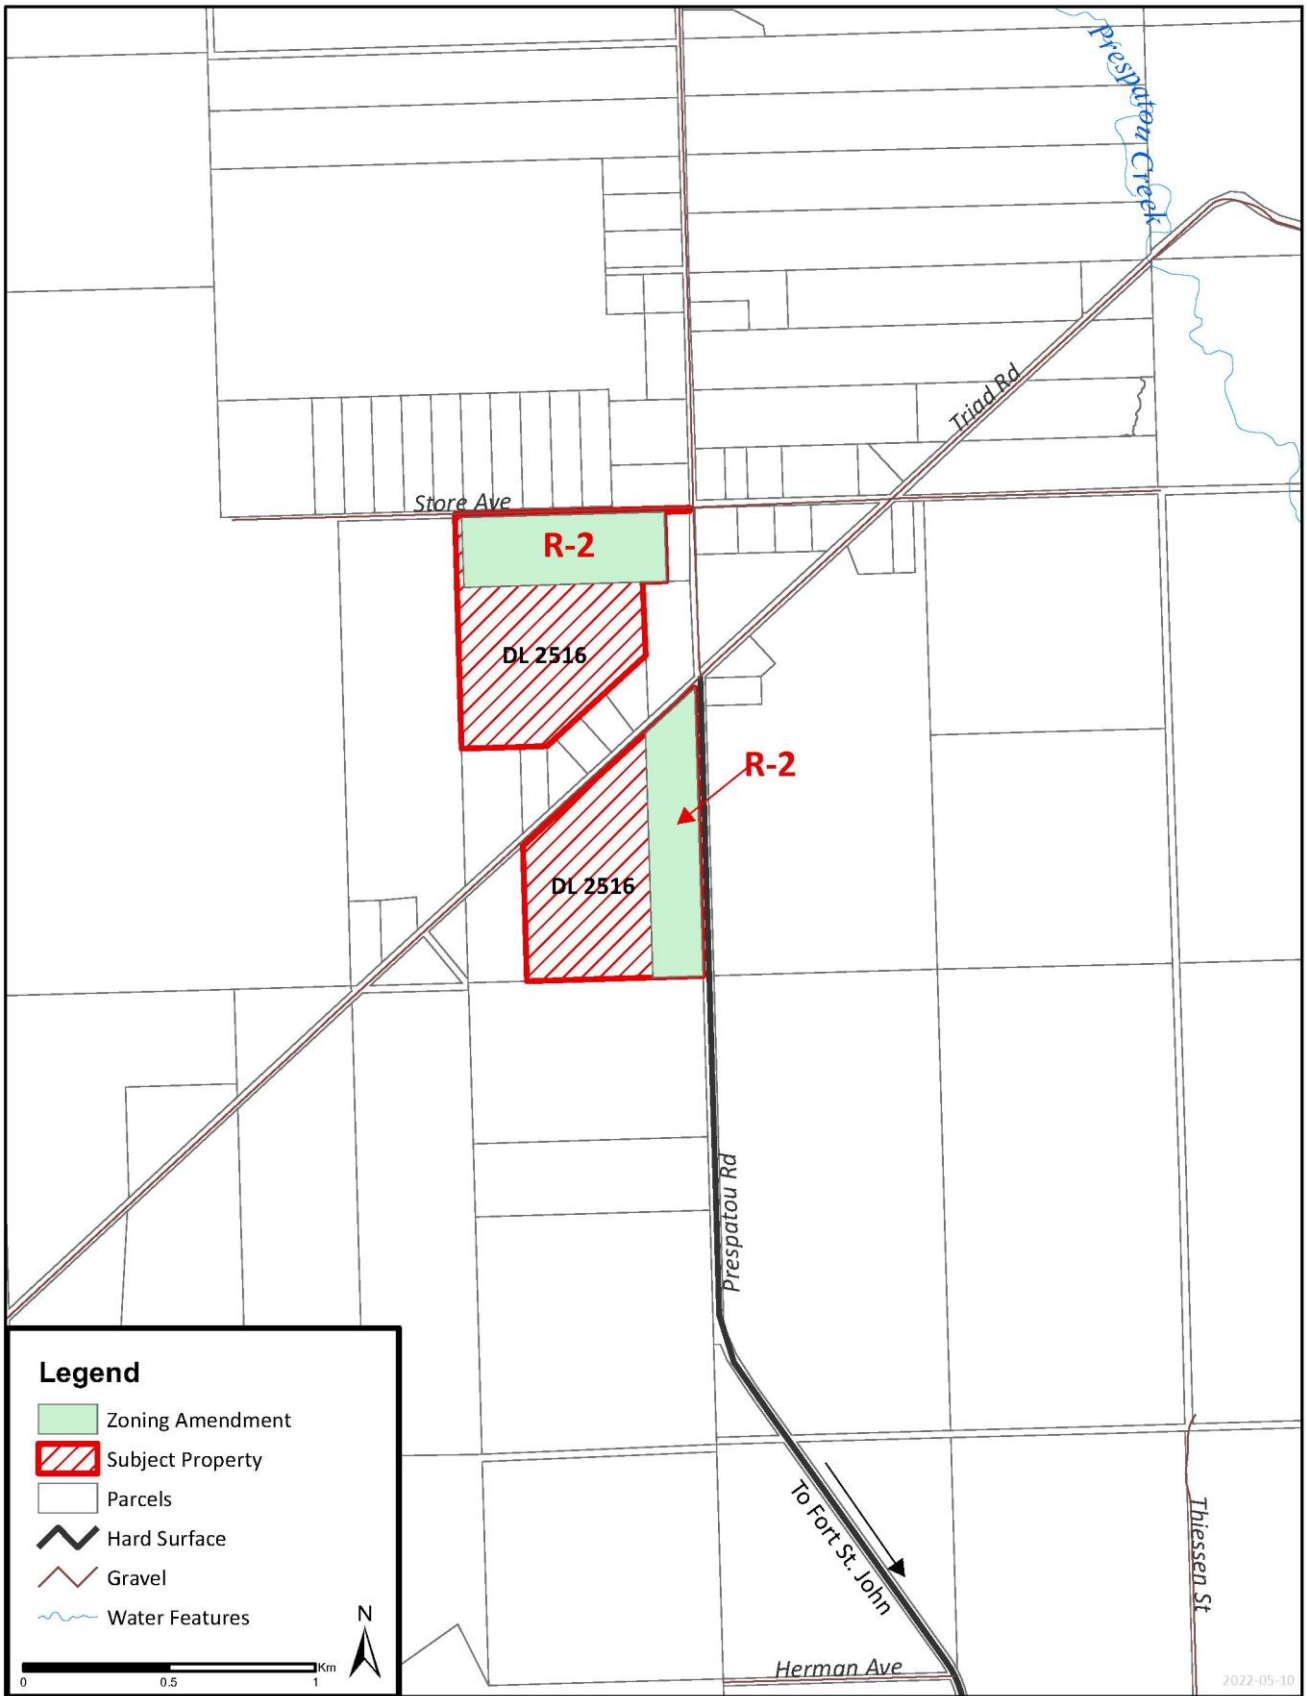 Prespatou Creek
Triad Rd
Store Ave
R-2
DL 2516
R-2
DL 2516
Prespatou Rd
Legend
Zoning Amendment
Subject Property
Parcels
Hard Surface
Gravel
Water Features
N
Km
0 0.5 1
To Fort St. John
Thiessen St
Herman Ave
2022-05-10